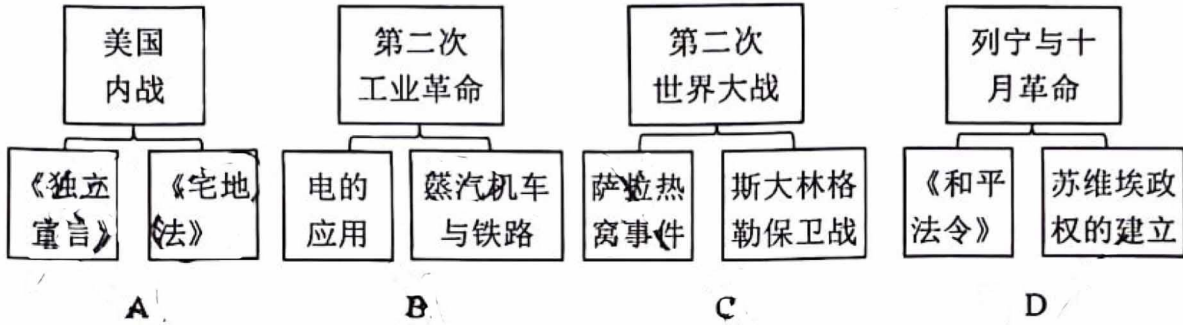 美国
内战
《独立
宣言》
《宅地
法》
A
第二次
工业革命
电的
应用
蒸汽机车
与铁路
B
第二次
世界大战
萨拉热
窝事件
斯大林格
勒保卫战
C
列宁与十
月革命
《和平
法令》
苏维埃政
权的建立
D